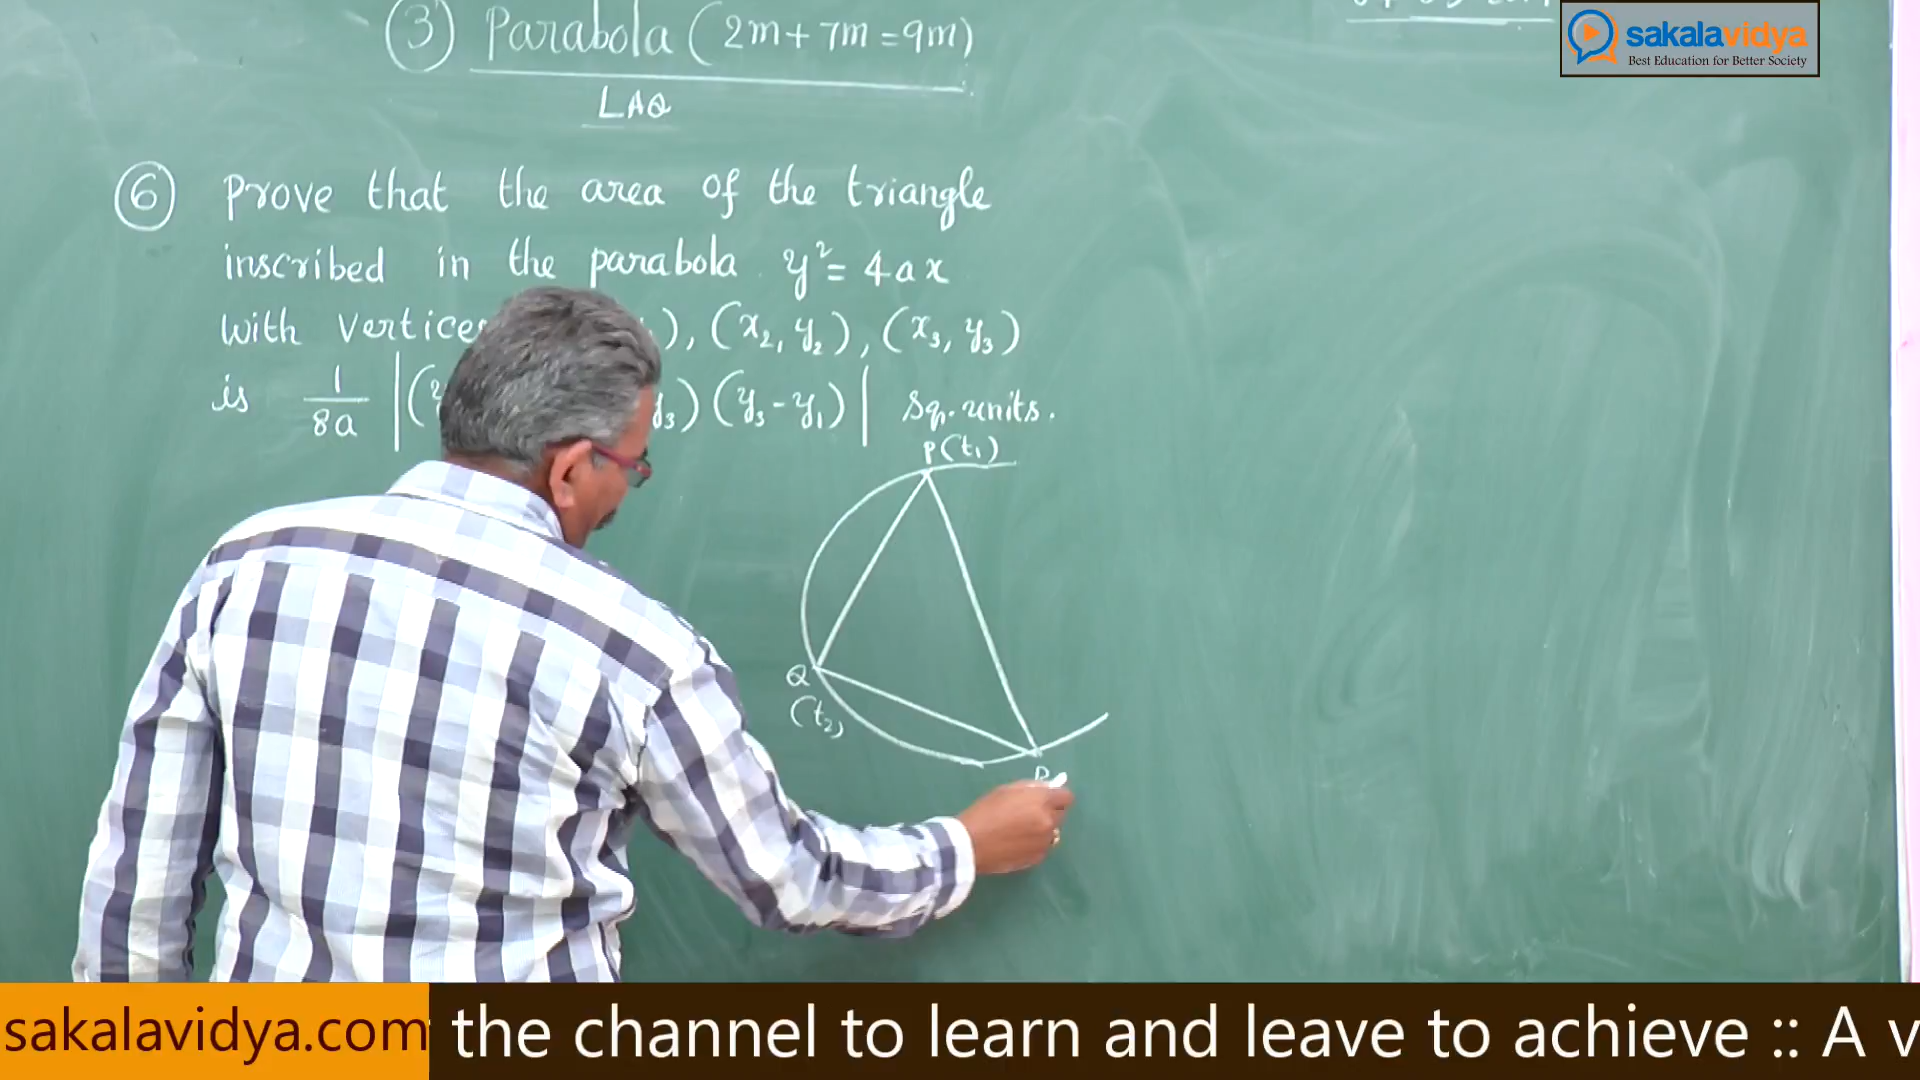 ③ Parabola (2m+7m=9m)
sakalavidya
Best Education for Better Society
LAQ
⑥ Prove that the area of the triangle
inscribed in the parabola y²=4ax
with vertices ), (x₂, y₂), (x₃, y₃)
is 1/8a |( y₃)(y₃-y₁)| sq.units.
P(t₁)
Q
(t₂)
sakalavidya.com the channel to learn and leave to achieve :: A v